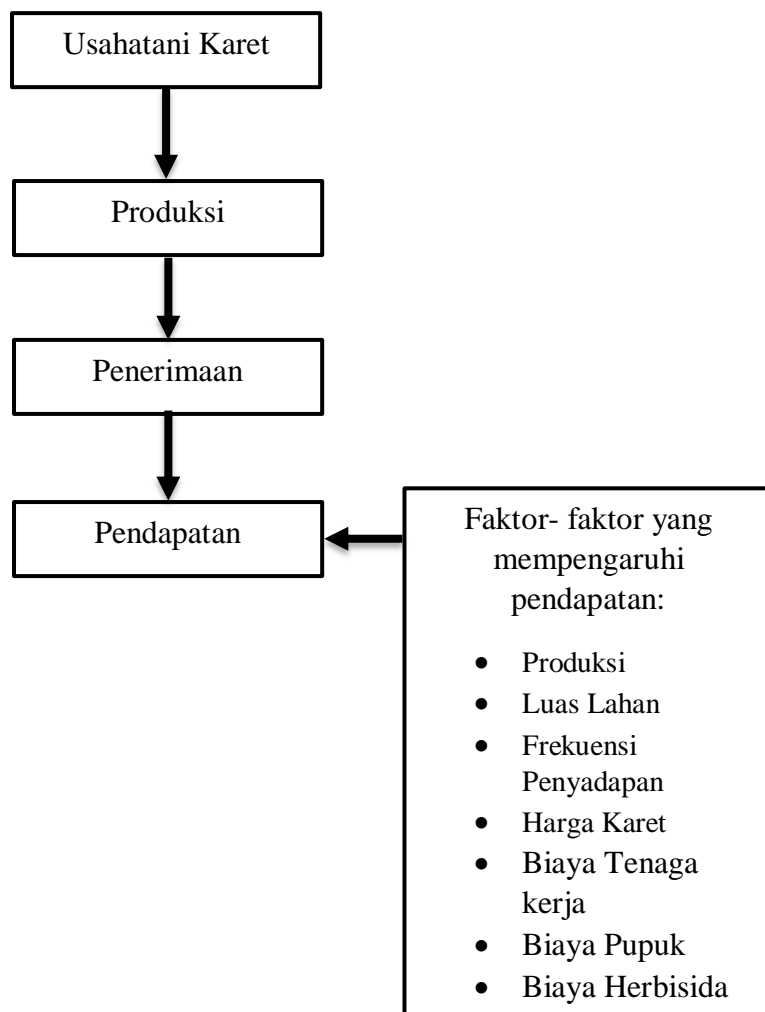 Usahatani Karet
Produksi
Penerimaan
Pendapatan
Faktor- faktor yang
mempengaruhi
pendapatan:
• Produksi
• Luas Lahan
• Frekuensi
Penyadapan
• Harga Karet
• Biaya Tenaga
kerja
• Biaya Pupuk
• Biaya Herbisida